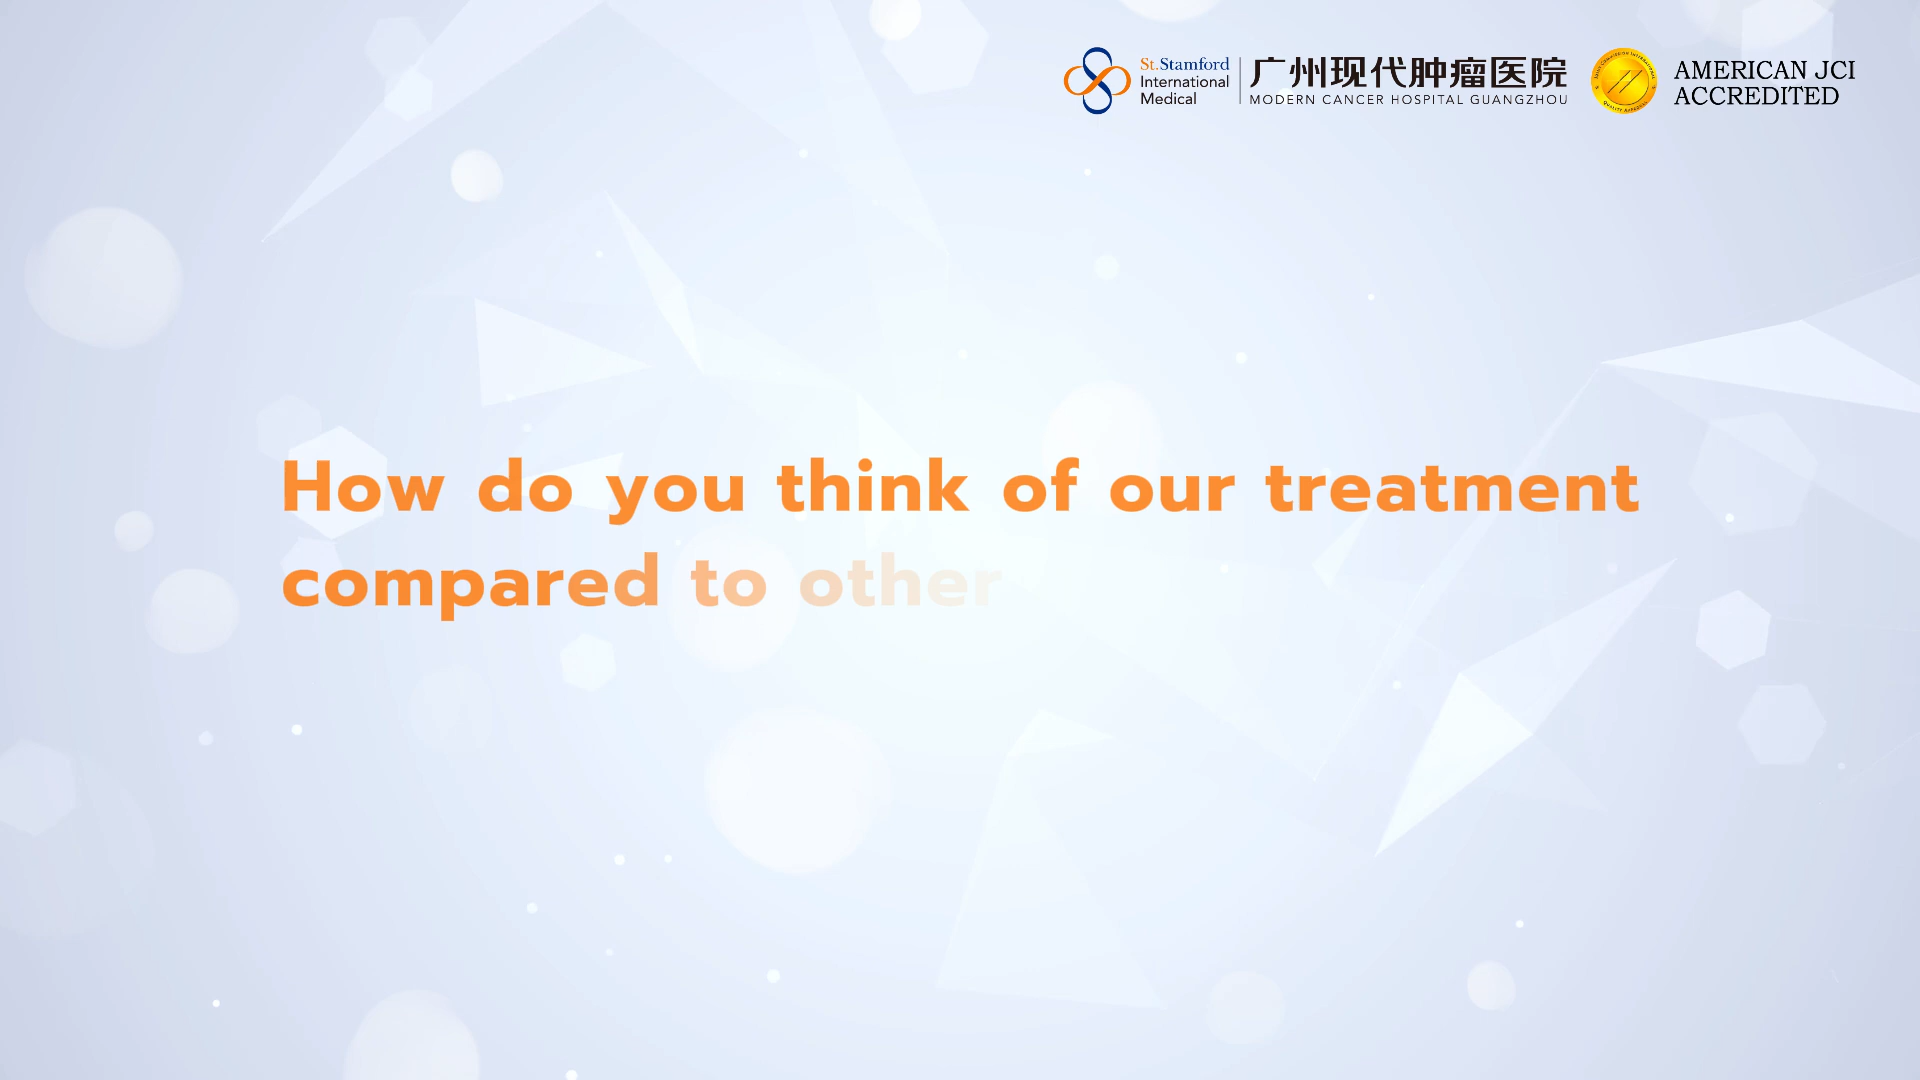 St.Stamford
International
Medical
广州现代肿瘤医院
MODERN CANCER HOSPITAL GUANGZHOU
AMERICAN JCI
ACCREDITED
How do you think of our treatment
compared to other